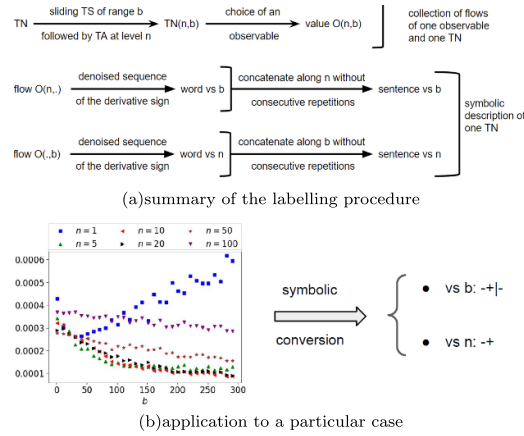 TN
sliding TS of range b
followed by TA at level n
TN(n,b)
choice of an
observable
value O(n,b)
collection of flows
of one observable
and one TN
flow O(n,.)
denoised sequence
of the derivative sign
word vs b
concatenate along n without
consecutive repetitions
sentence vs b
flow O(.,b)
denoised sequence
of the derivative sign
word vs n
concatenate along b without
consecutive repetitions
sentence vs n
symbolic
description of
one TN
(a)summary of the labelling procedure
n = 1 n = 10 n = 50
n = 5 n = 20 n = 100
0.0006
0.0005
0.0004
0.0003
0.0002
0.0001
0 50 100 150 200 250 300
b
symbolic
conversion
• vs b: -+|-
• vs n: -+
(b)application to a particular case